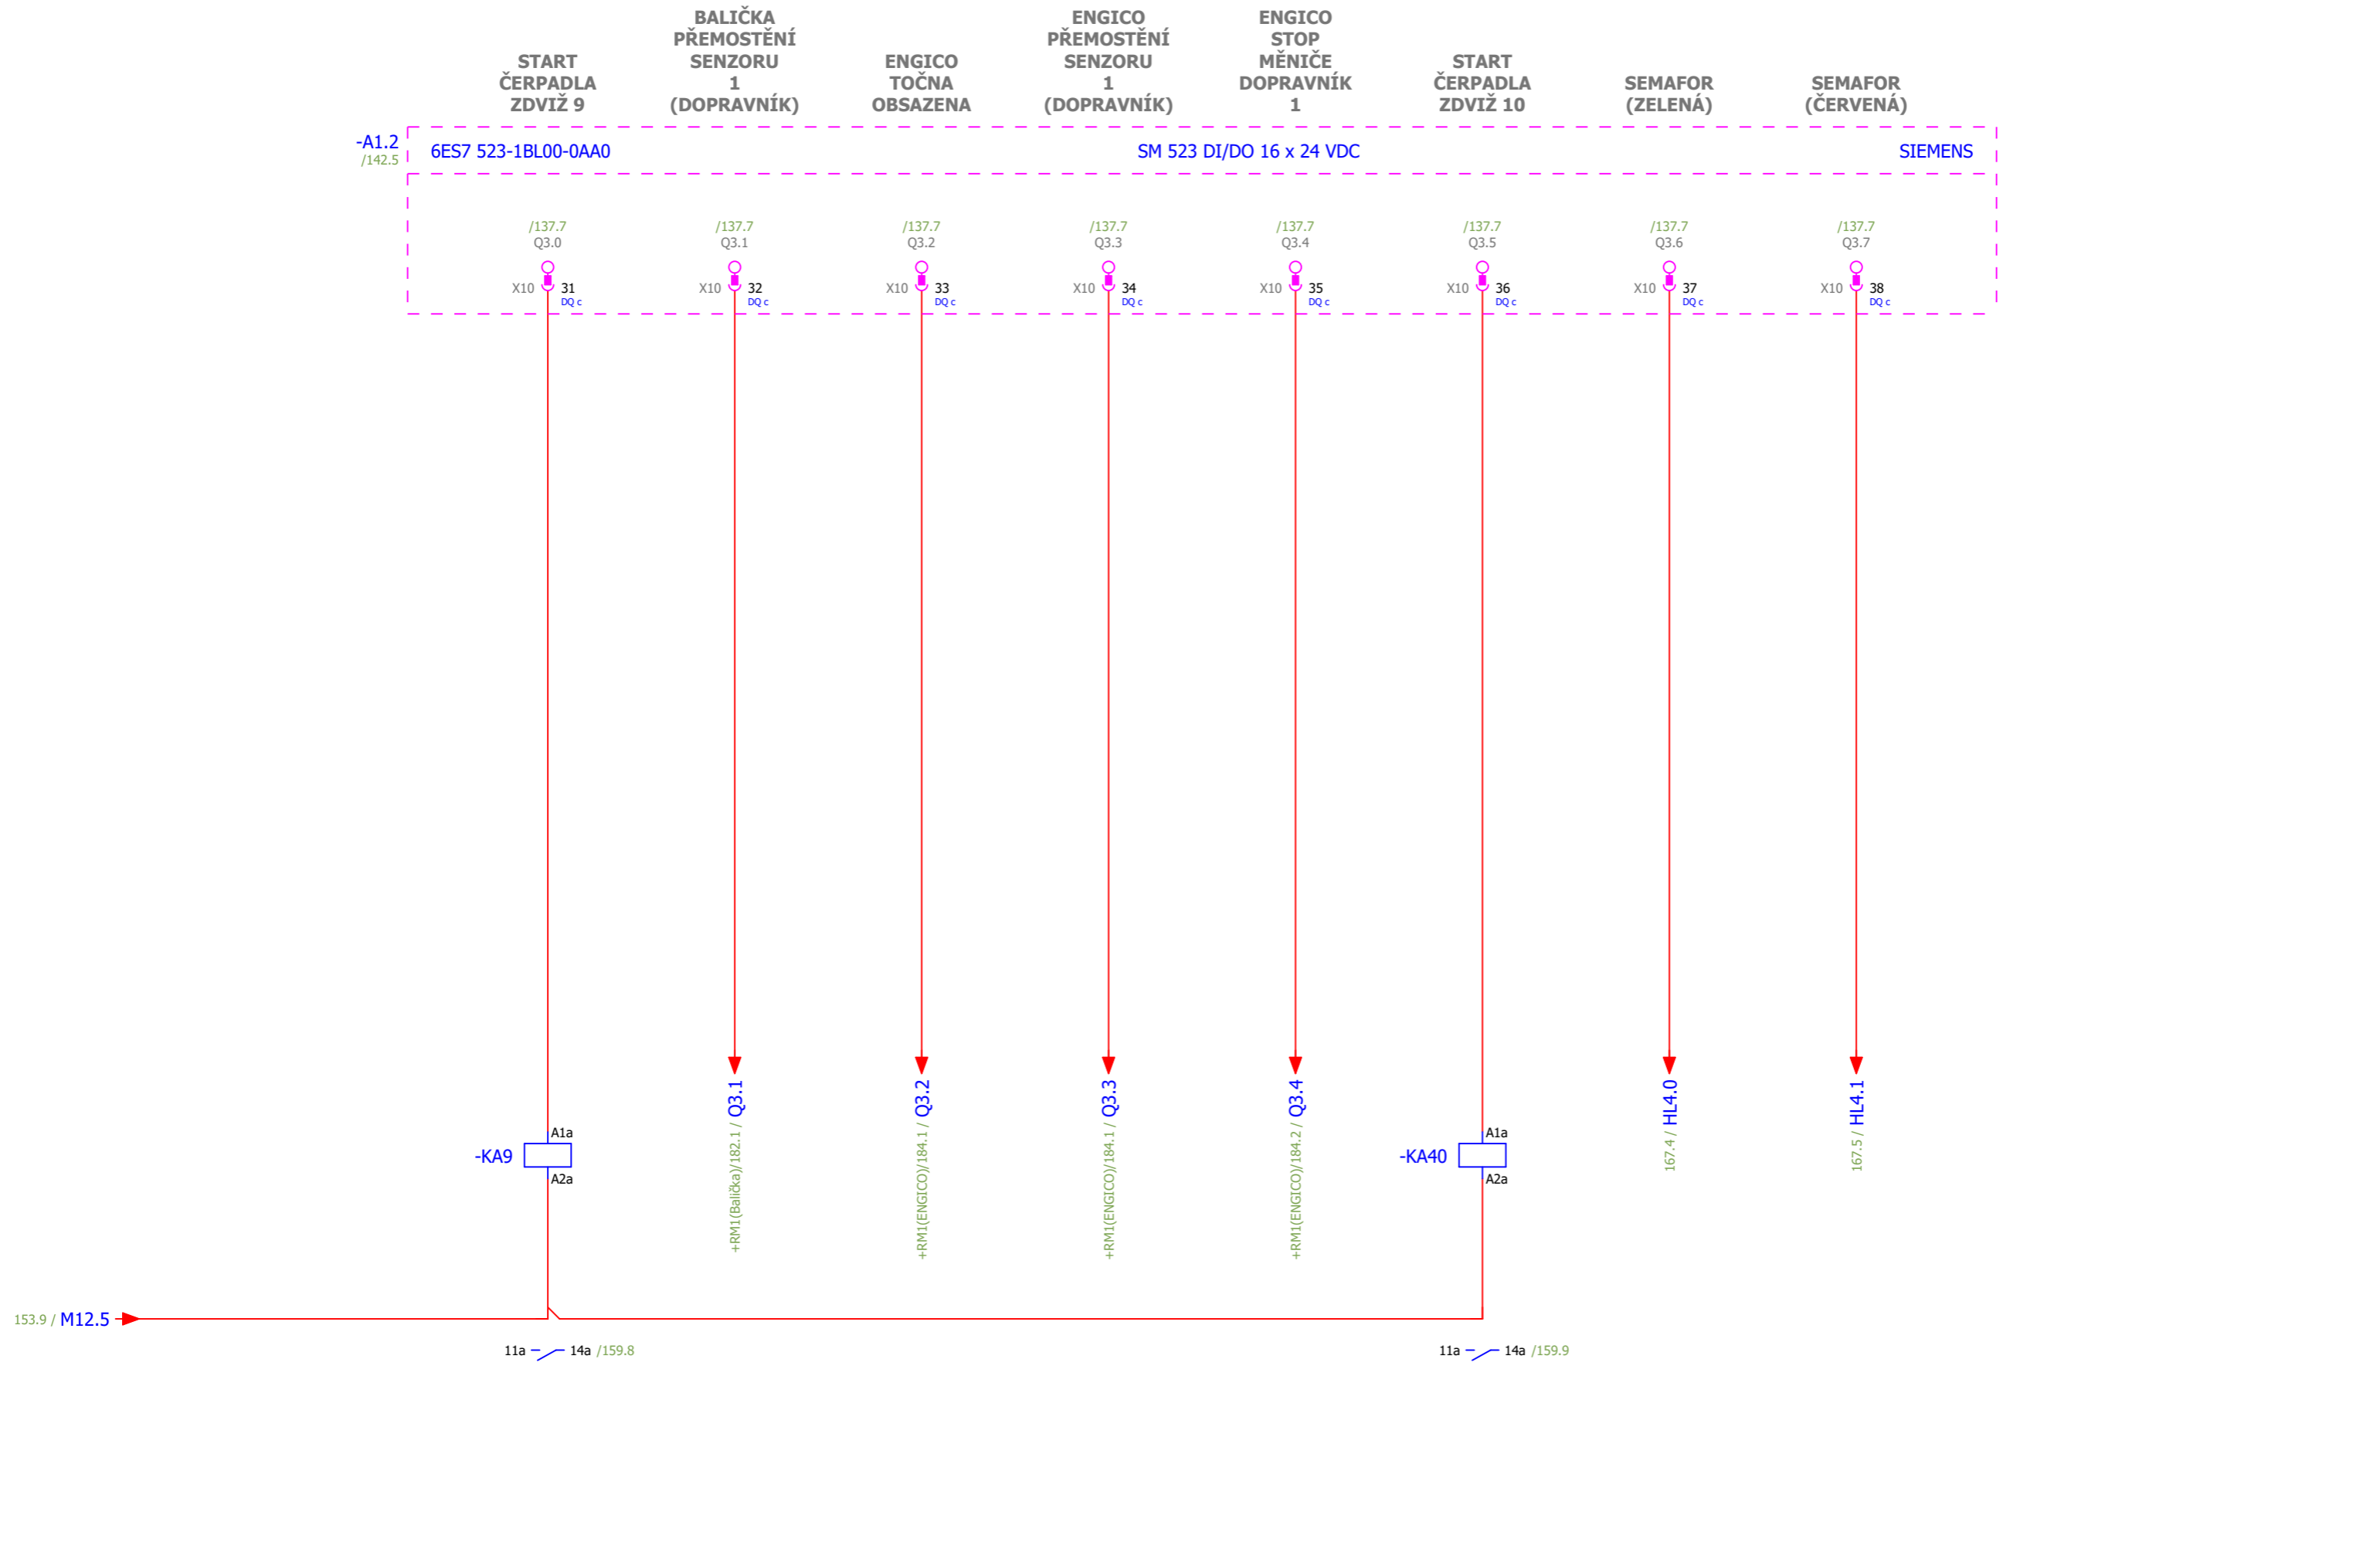 START
ČERPADLA
ZDVIŽ 9
BALIČKA
PŘEMOSTĚNÍ
SENZORU
1
(DOPRAVNÍK)
ENGICO
TOČNA
OBSAZENA
ENGICO
PŘEMOSTĚNÍ
SENZORU
1
(DOPRAVNÍK)
ENGICO
STOP
MĚNIČE
DOPRAVNÍK
1
START
ČERPADLA
ZDVIŽ 10
SEMAFOR
(ZELENÁ)
SEMAFOR
(ČERVENÁ)
-A1.2
/142.5
6ES7 523-1BL00-0AA0
SM 523 DI/DO 16 x 24 VDC
SIEMENS
/137.7
Q3.0
X10
31
DQ c
/137.7
Q3.1
X10
32
DQ c
/137.7
Q3.2
X10
33
DQ c
/137.7
Q3.3
X10
34
DQ c
/137.7
Q3.4
X10
35
DQ c
/137.7
Q3.5
X10
36
DQ c
/137.7
Q3.6
X10
37
DQ c
/137.7
Q3.7
X10
38
DQ c
-KA9
A1a
A2a
+RM1(Balička)/182.1 / Q3.1
+RM1(ENGICO)/184.1 / Q3.2
+RM1(ENGICO)/184.1 / Q3.3
+RM1(ENGICO)/184.2 / Q3.4
-KA40
A1a
A2a
167.4 / HL4.0
167.5 / HL4.1
153.9 / M12.5
11a 14a /159.8
11a 14a /159.9